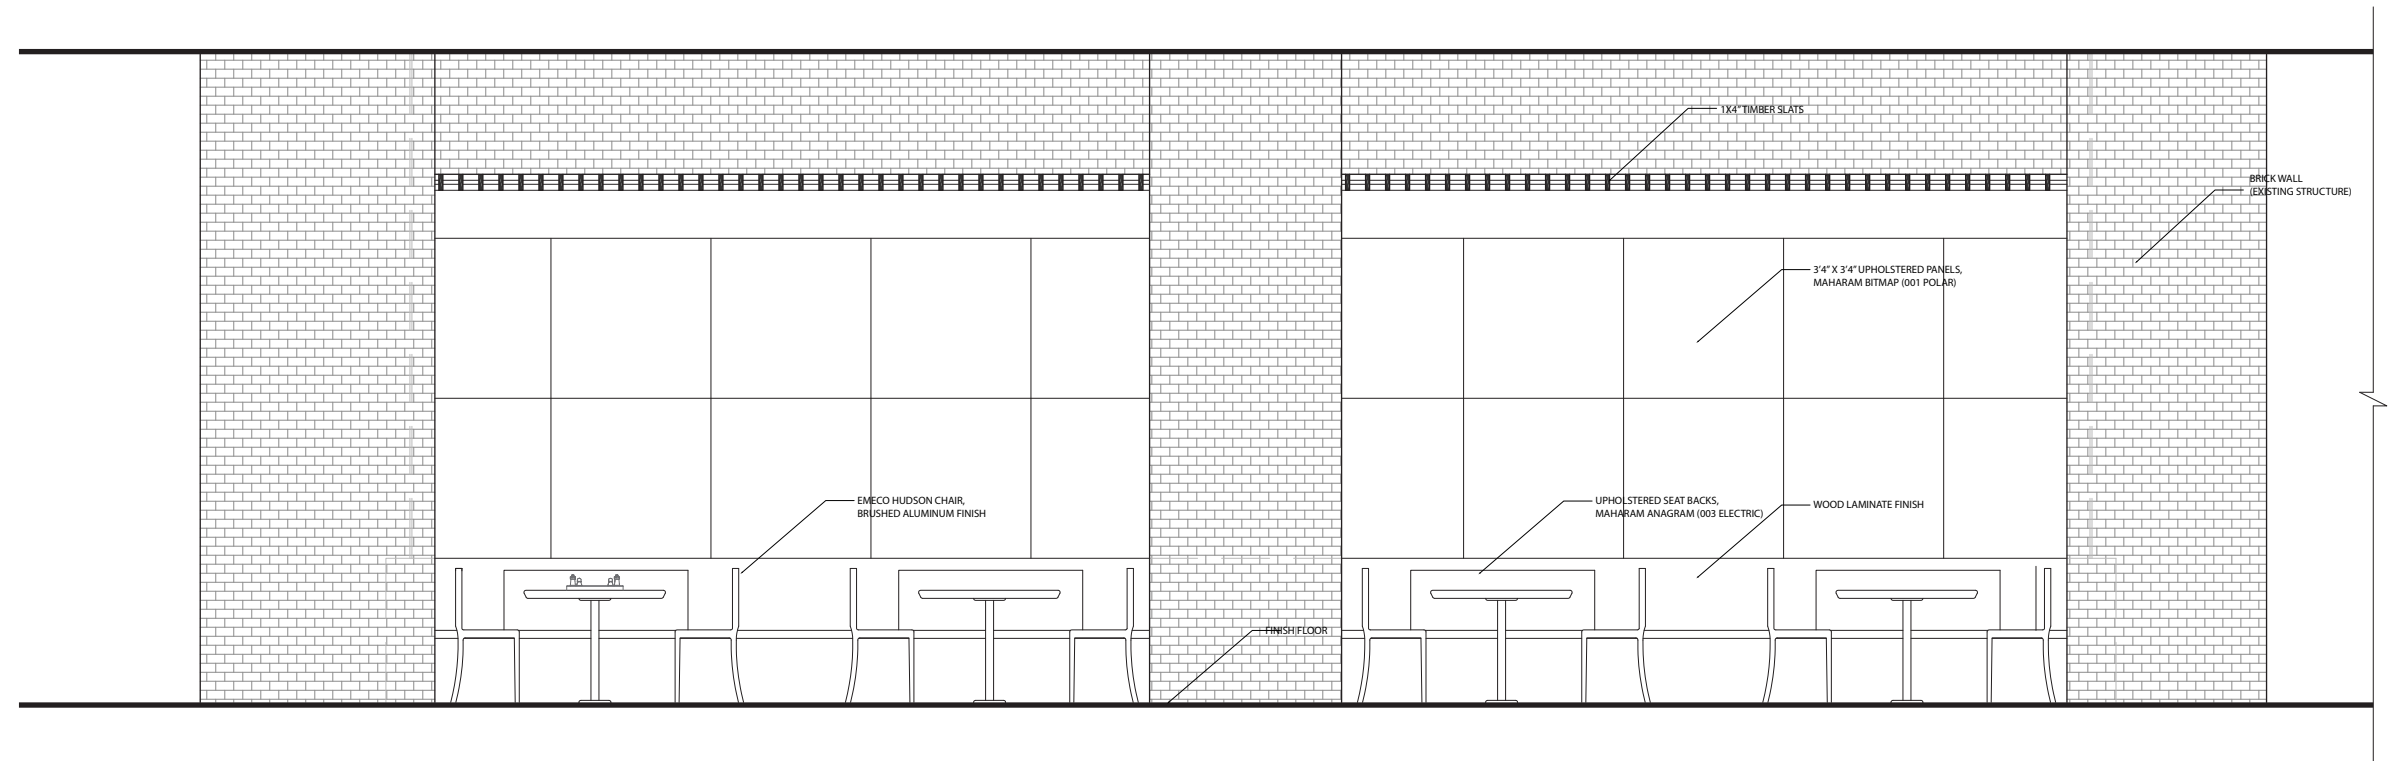 1X4" TIMBER SLATS
BRICK WALL
(EXISTING STRUCTURE)
3'4" X 3'4" UPHOLSTERED PANELS,
MAHARAM BITMAP (001 POLAR)
EMECO HUDSON CHAIR,
BRUSHED ALUMINUM FINISH
UPHOLSTERED SEAT BACKS,
MAHARAM ANAGRAM (003 ELECTRIC)
WOOD LAMINATE FINISH
FINISH FLOOR